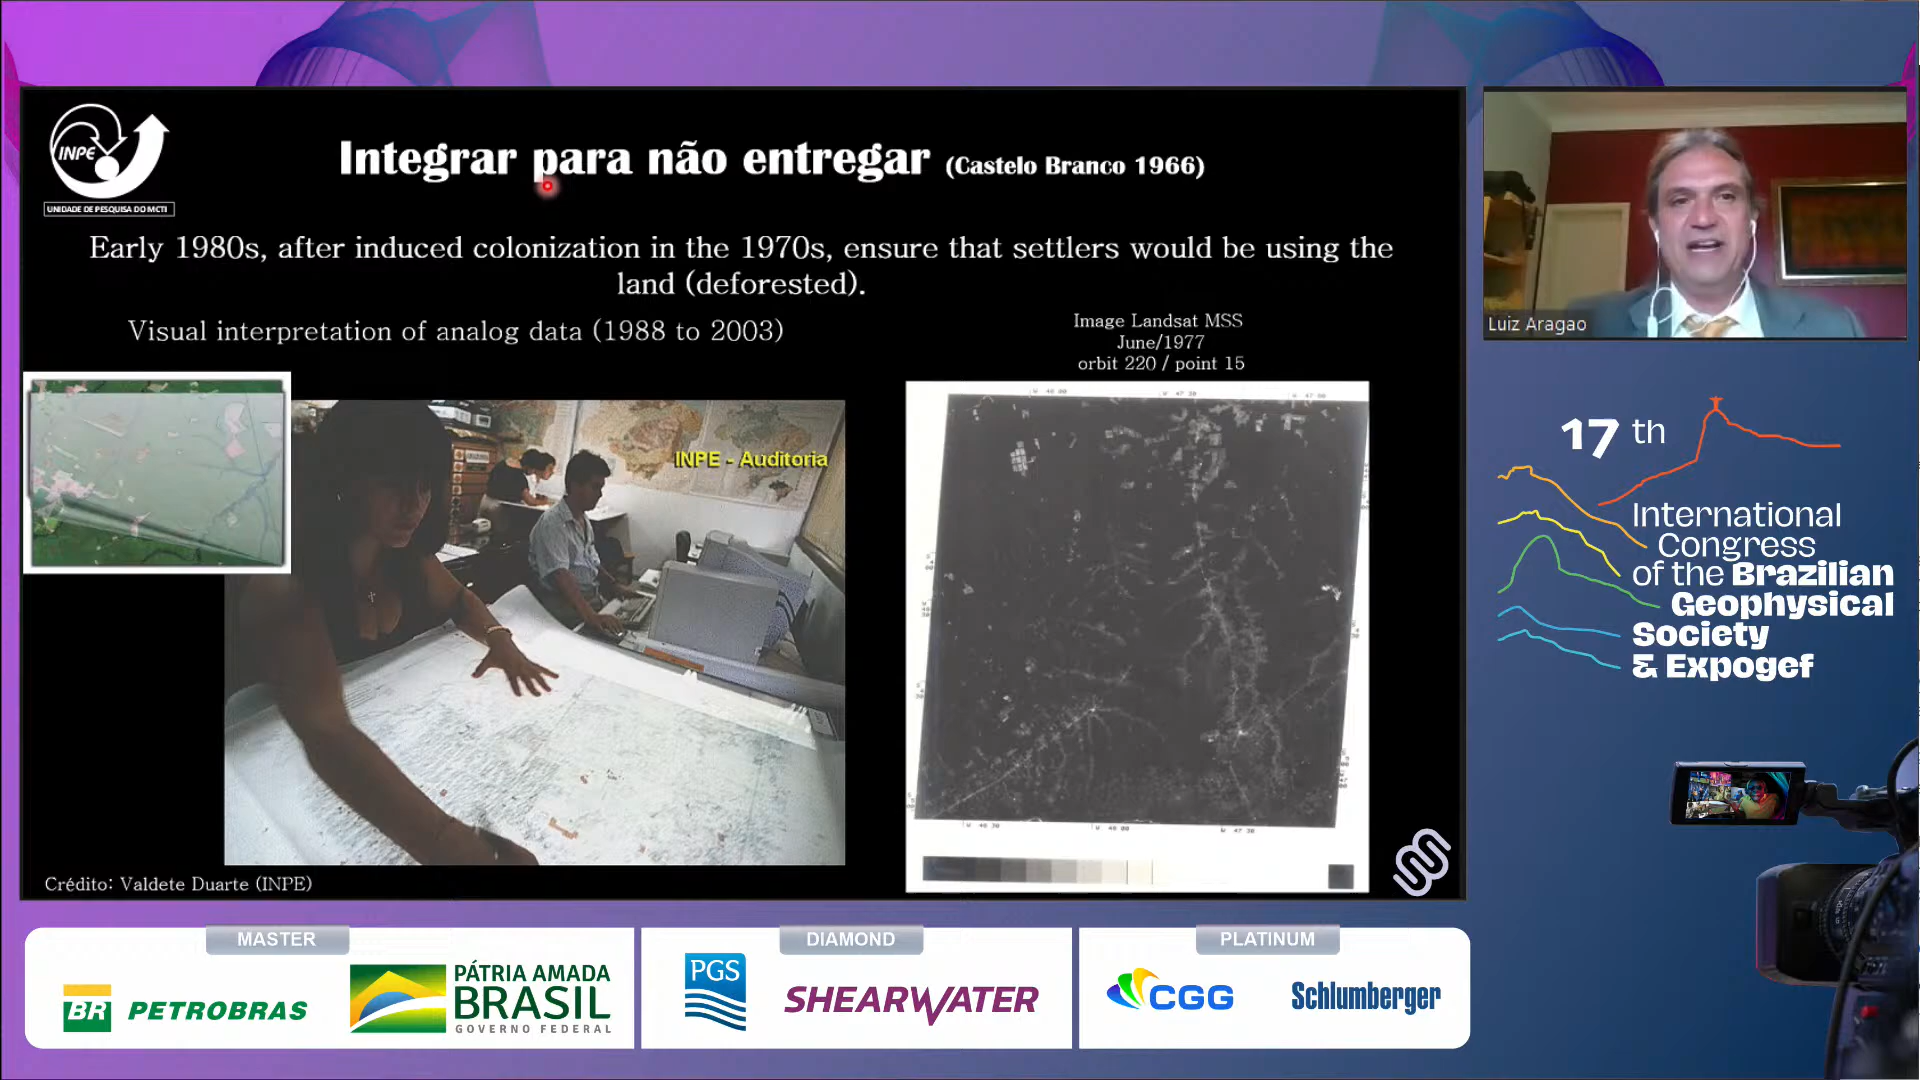 INPE
UNIDADE DE PESQUISA DO MCTI
Integrar para não entregar (Castelo Branco 1966)
Early 1980s, after induced colonization in the 1970s, ensure that settlers would be using the
land (deforested).
Visual interpretation of analog data (1988 to 2003)
Image Landsat MSS
June/1977
orbit 220 / point 15
INPE - Auditoria
Crédito: Valdete Duarte (INPE)
Luiz Aragao
17 th
International
Congress
of the Brazilian
Geophysical
Society
& Expogef
MASTER
BR PETROBRAS
PÁTRIA AMADA
BRASIL
GOVERNO FEDERAL
DIAMOND
PGS
SHEARWATER
PLATINUM
CGG
Schlumberger